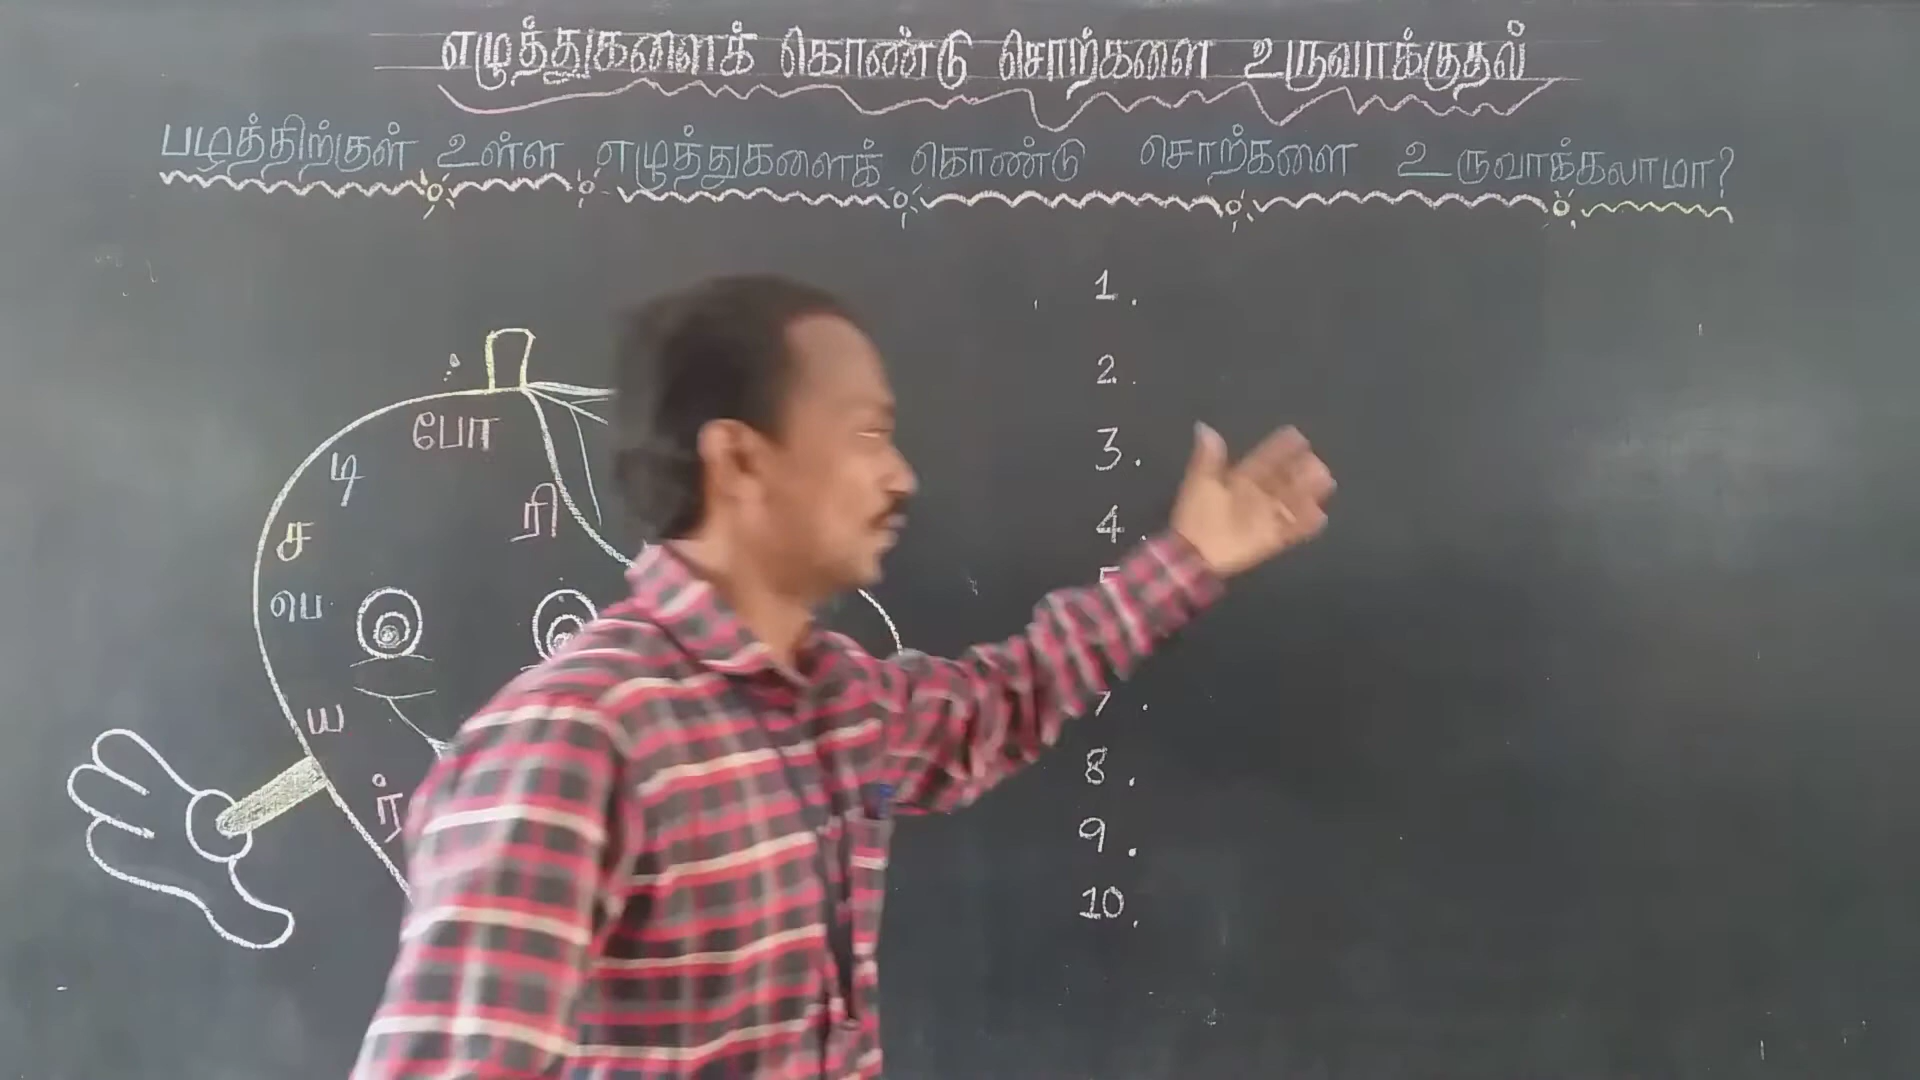 எழுத்துகளைக் கொண்டு சொற்களை உருவாக்குதல்
படத்திற்குள் உள்ள எழுத்துகளைக் கொண்டு சொற்களை உருவாக்கலாமா?
போ
டி
ரி
ச
பெ
ய
ர்
1.
2.
3.
4.
7.
8.
9.
10.